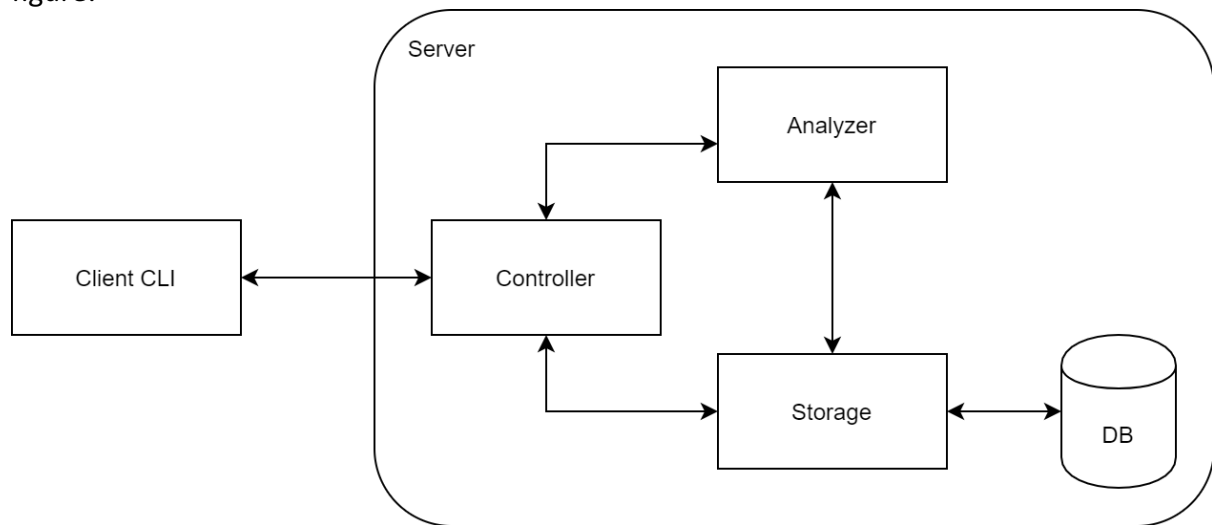 figure.
Server
Analyzer
Client CLI
Controller
Storage
DB